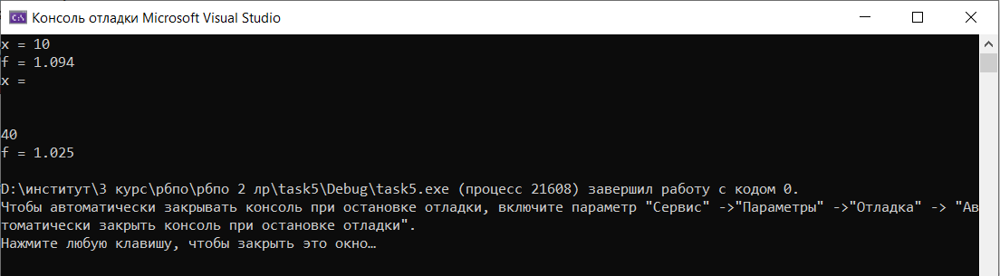 Консоль отладки Microsoft Visual Studio
x = 10
f = 1.094
x =
40
f = 1.025
D:\институт\3 курс\рбпо\рбпо 2 лр\task5\Debug\task5.exe (процесс 21608) завершил работу с кодом 0.
Чтобы автоматически закрывать консоль при остановке отладки, включите параметр "Сервис" ->"Параметры" ->"Отладка" -> "Ав
томатически закрыть консоль при остановке отладки".
Нажмите любую клавишу, чтобы закрыть это окно…